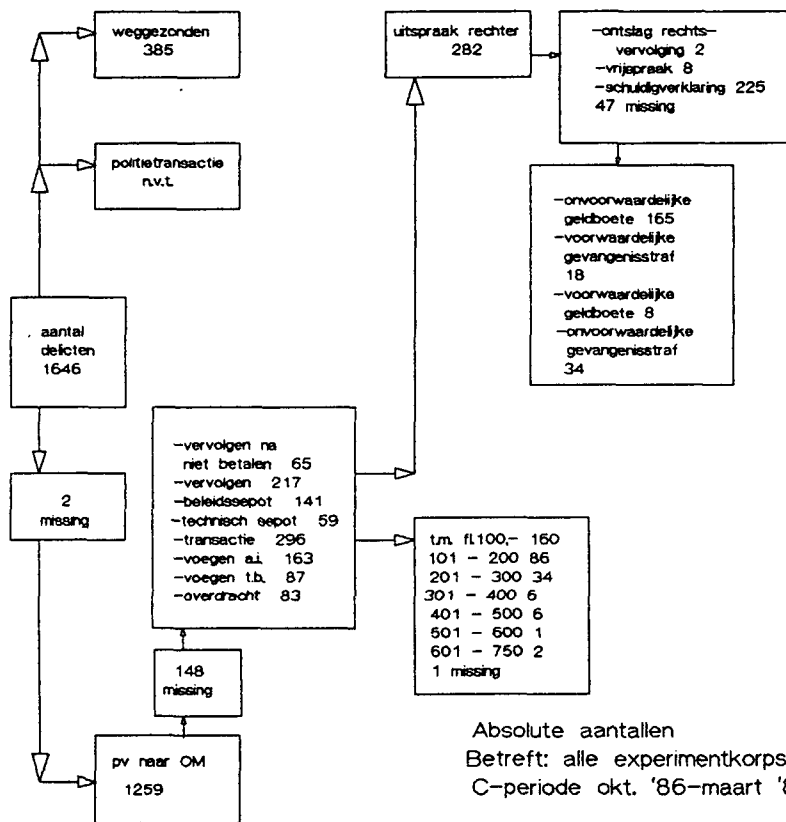 weggezonden
385
politietransactie
n.v.t.
aantal
delicten
1646
2
missing
pv naar OM
1259
148
missing
-vervolgen na
niet betalen 65
-vervolgen 217
-beleidssepot 141
-technisch sepot 59
-transactie 296
-voegen a.i. 163
-voegen t.b. 87
-overdracht 83
uitspraak rechter
282
-ontslag rechts-
vervolging 2
-vrijspraak 8
-schuldigverklaring 225
47 missing
-onvoorwaardelijke
geldboete 165
-voorwaardelijke
gevangenisstraf
18
-voorwaardelijke
geldboete 8
-onvoorwaardelijke
gevangenisstraf
34
t.m. fl.100,- 160
101 - 200 86
201 - 300 34
301 - 400 6
401 - 500 6
501 - 600 1
601 - 750 2
1 missing
Absolute aantallen
Betreft: alle experimentkorps
C-periode okt. '86-maart '8